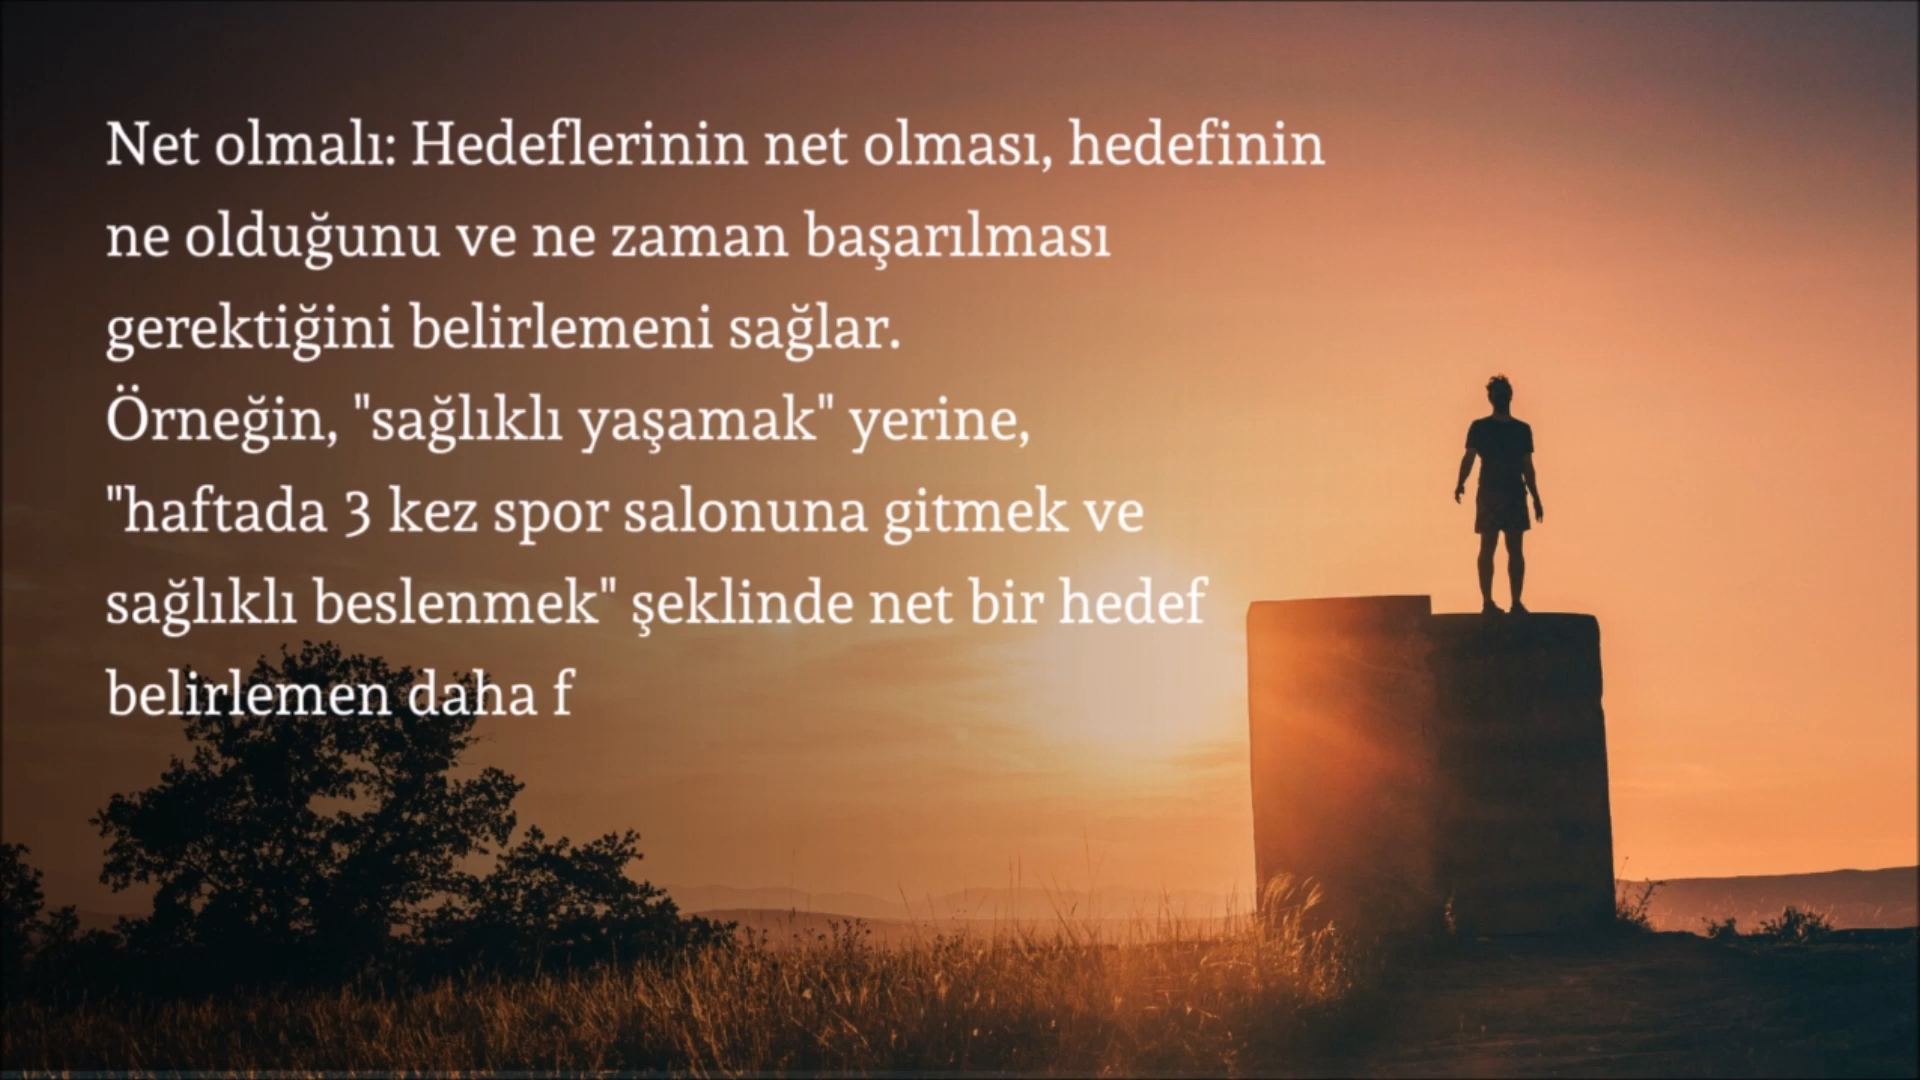 Net olmalı: Hedeflerinin net olması, hedefinin
ne olduğunu ve ne zaman başarılması
gerektiğini belirlemeni sağlar.
Örneğin, "sağlıklı yaşamak" yerine,
"haftada 3 kez spor salonuna gitmek ve
sağlıklı beslenmek" şeklinde net bir hedef
belirlemen daha f